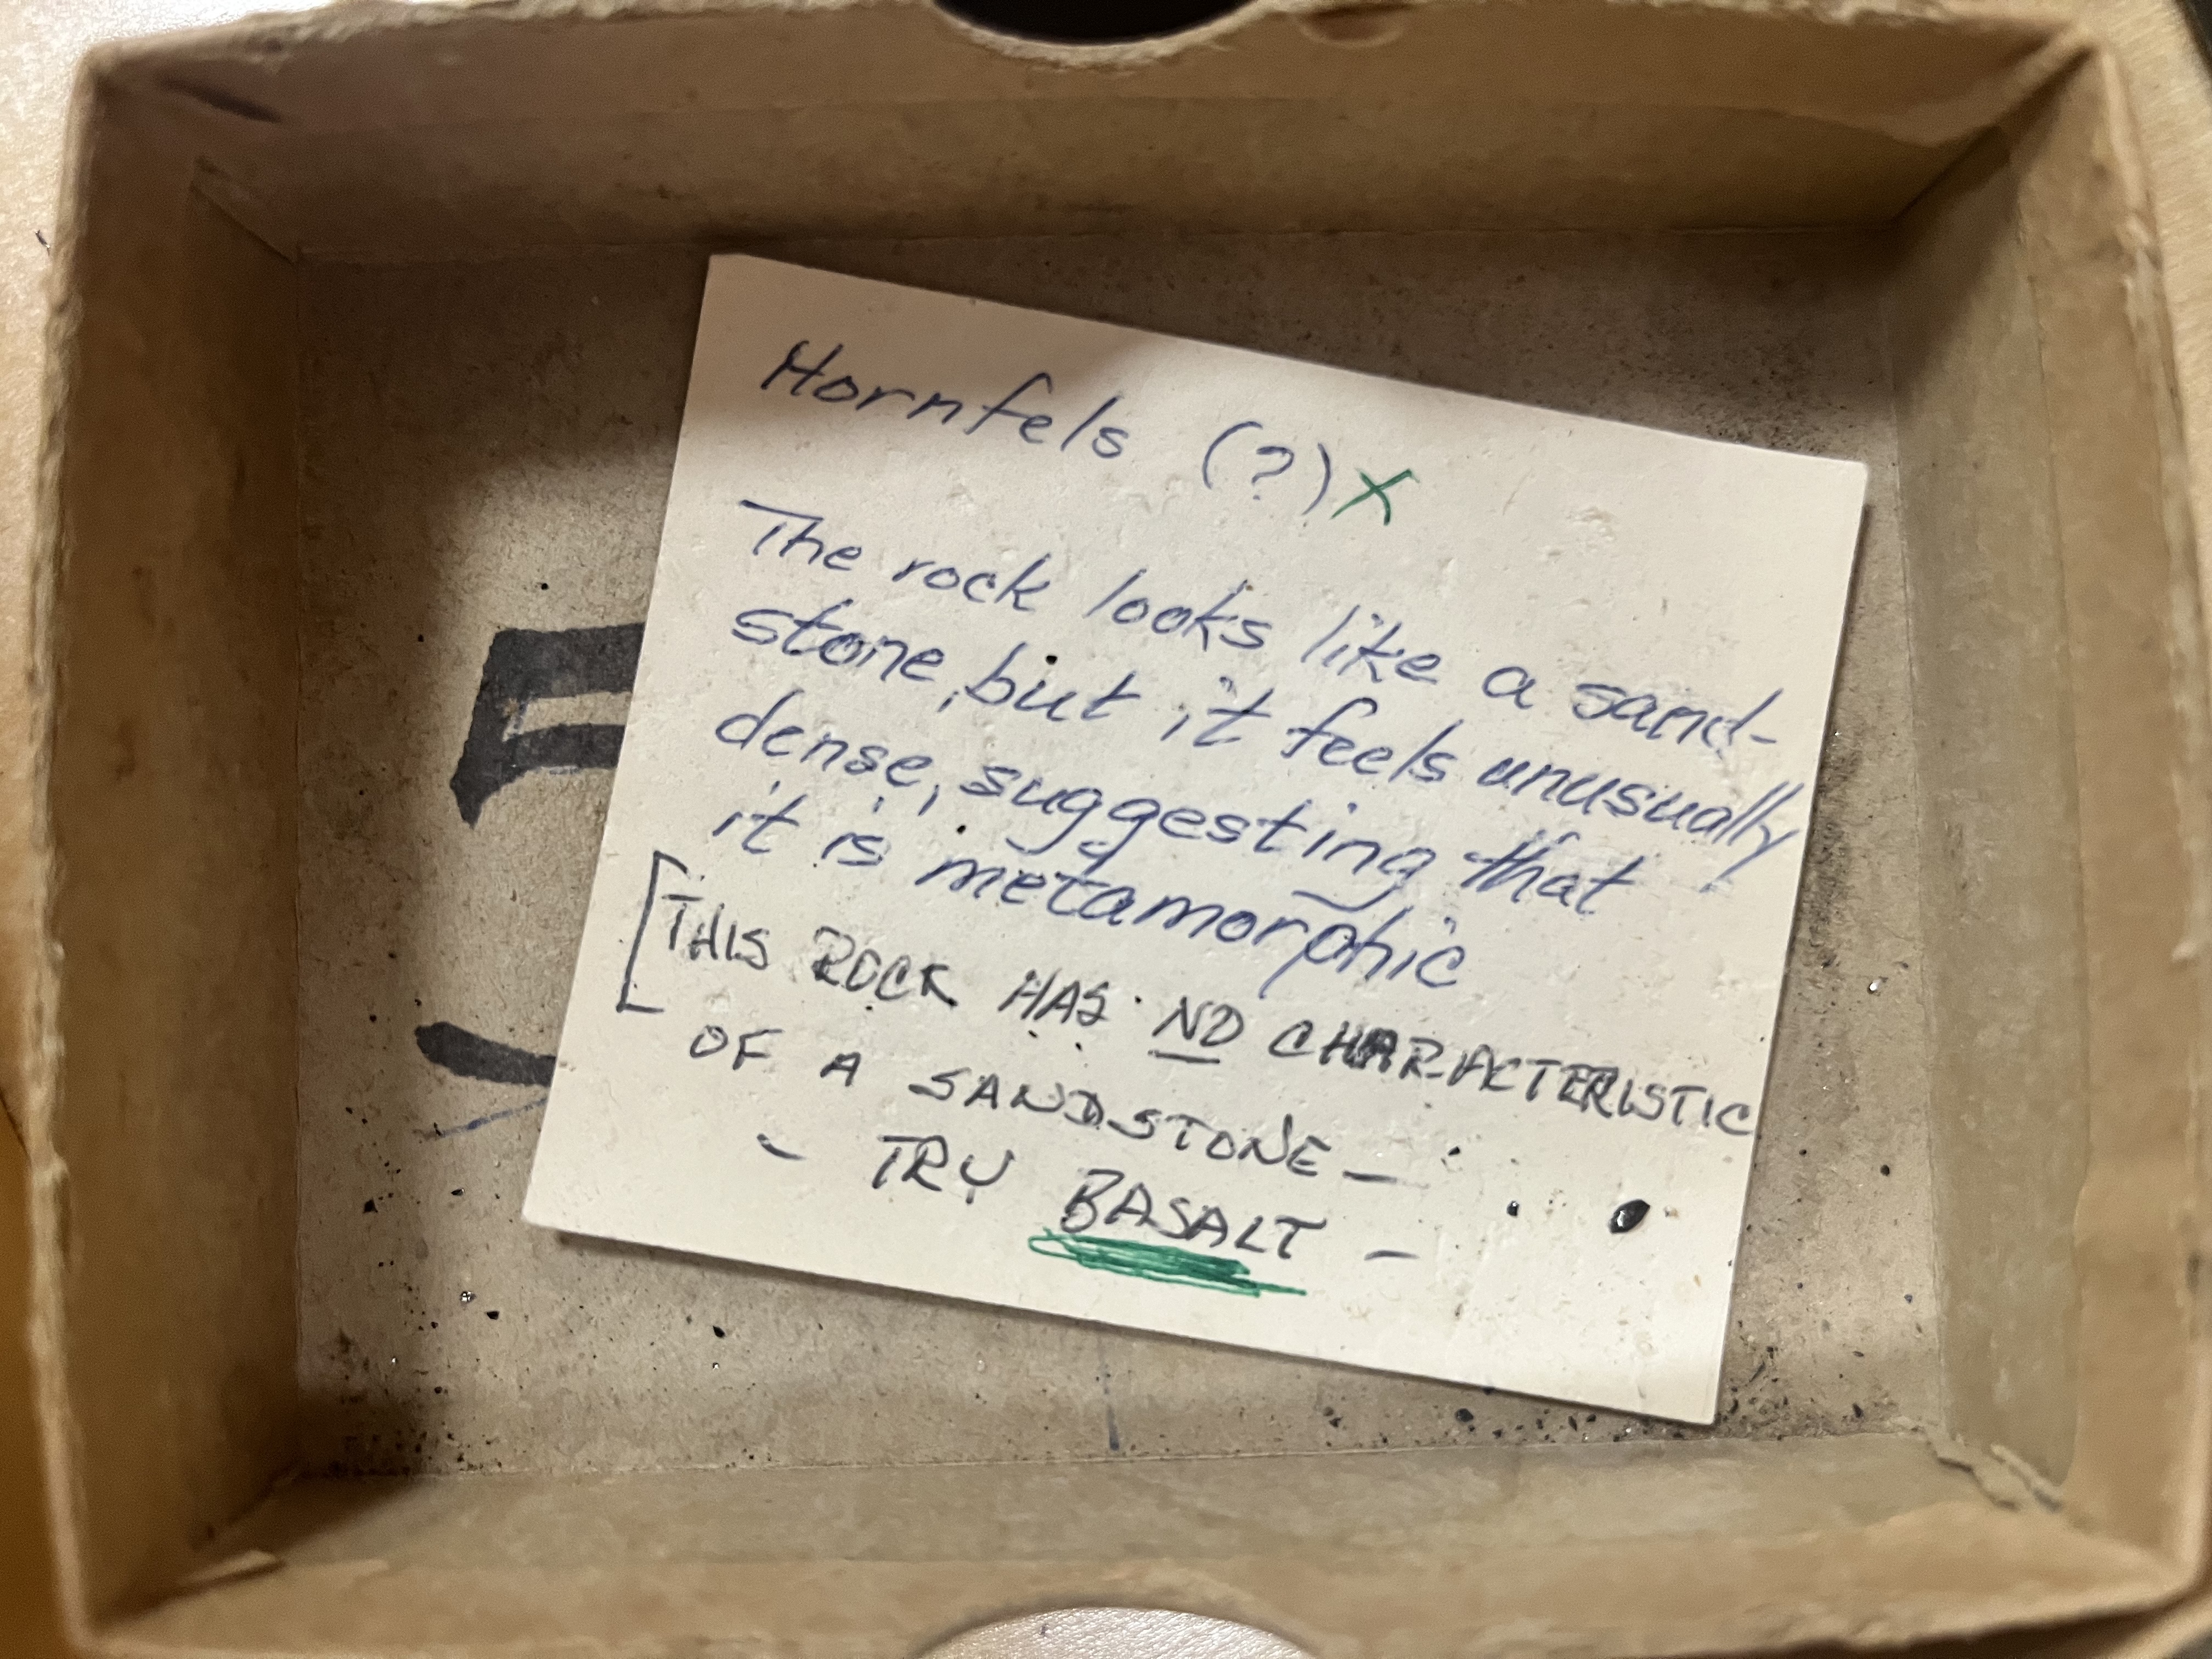 Hornfels (?) X
The rock looks like a sand-
stone, but it feels unusually
dense, suggesting that
it is metamorphic
[THIS ROCK HAS NO CHARACTERISTIC
OF A SANDSTONE —
- TRY BASALT -